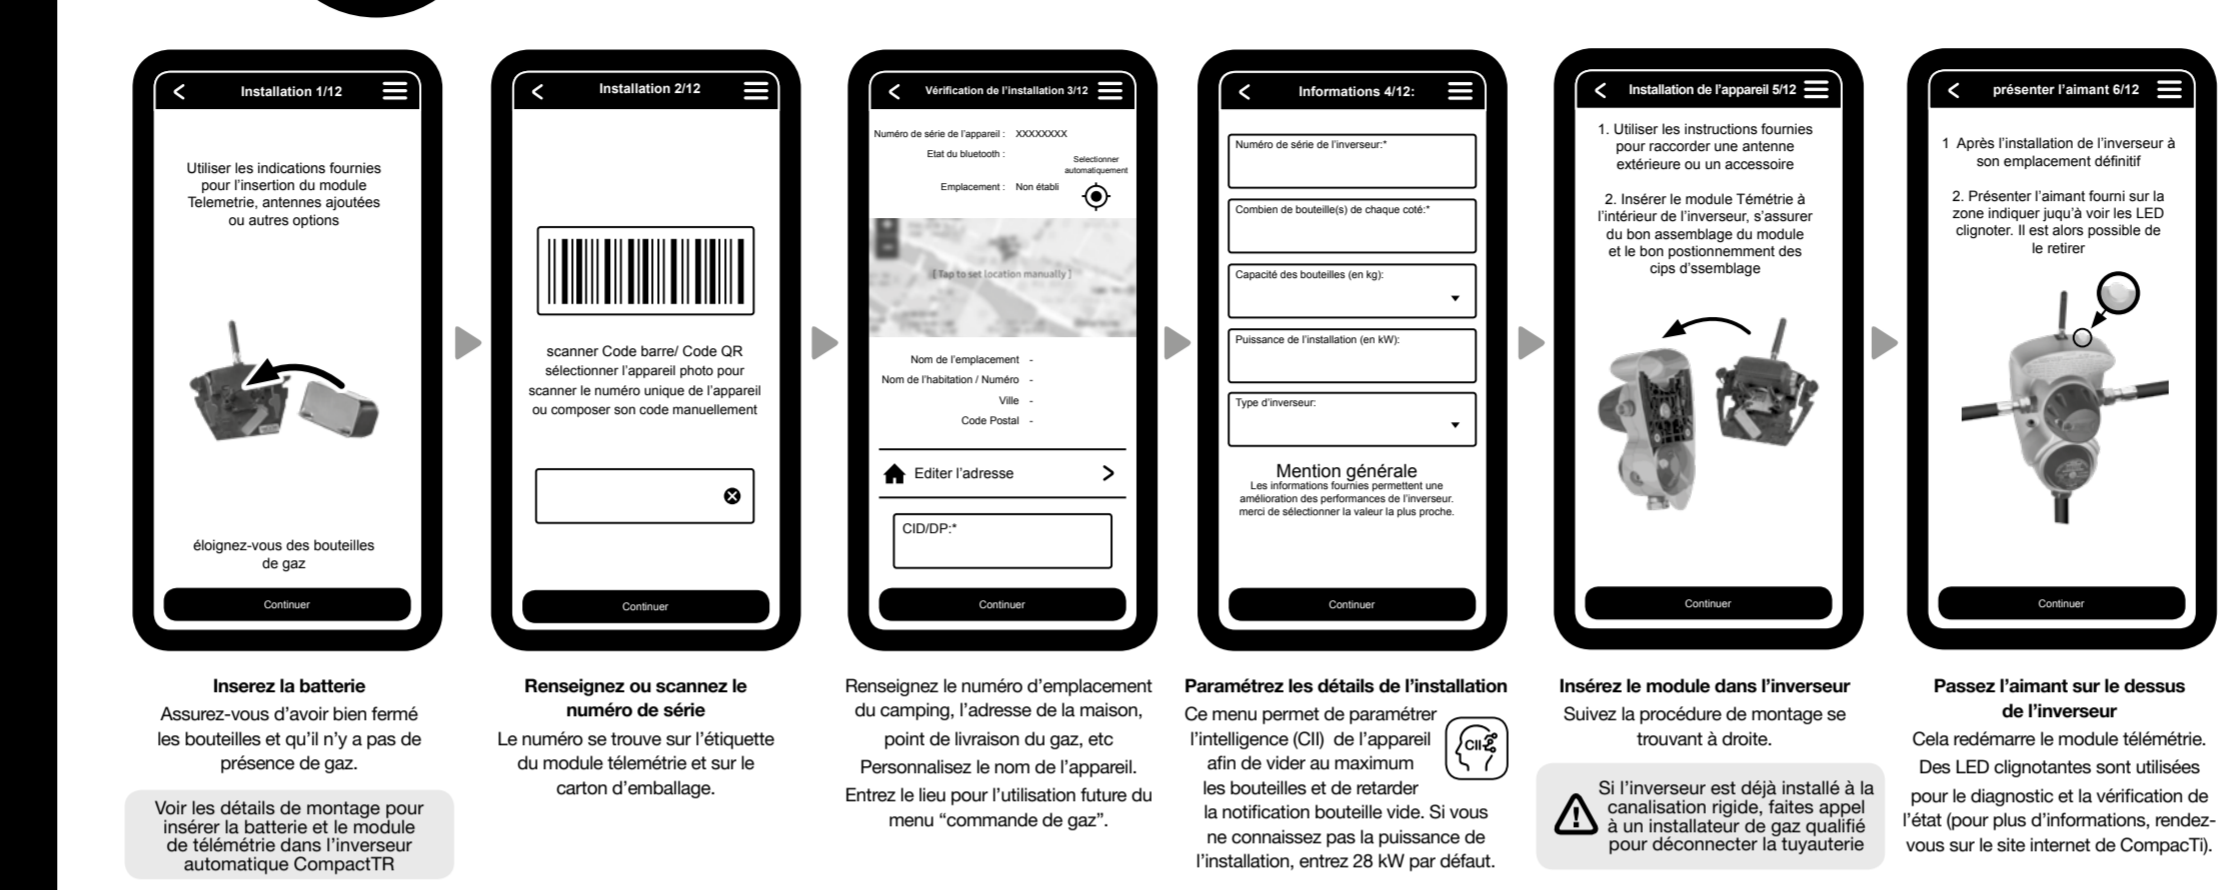 Installation 1/12
Utiliser les indications fournies
pour l'insertion du module
Telemetrie, antennes ajoutées
ou autres options
éloignez-vous des bouteilles
de gaz
Continuer
Inserez la batterie
Assurez-vous d'avoir bien fermé
les bouteilles et qu'il n'y a pas de
présence de gaz.
Voir les détails de montage pour
insérer la batterie et le module
de télémétrie dans l'inverseur
automatique CompactTR
Installation 2/12
scanner Code barre/ Code QR
sélectionner l'appareil photo pour
scanner le numéro unique de l'appareil
ou composer son code manuellement
Continuer
Renseignez ou scannez le
numéro de série
Le numéro se trouve sur l'étiquette
du module télemétrie et sur le
carton d'emballage.
Vérification de l'installation 3/12
Numéro de série de l'appareil : XXXXXXXX
Etat du bluetooth :
Selectionner
automatiquement
Emplacement : Non établi
[ Tap to set location manually ]
Nom de l'emplacement -
Nom de l'habitation / Numéro -
Ville -
Code Postal -
Editer l'adresse
CID/DP:*
Continuer
Renseignez le numéro d'emplacement
du camping, l'adresse de la maison,
point de livraison du gaz, etc
Personnalisez le nom de l'appareil.
Entrez le lieu pour l'utilisation future du
menu “commande de gaz”.
Informations 4/12:
Numéro de série de l'inverseur:*
Combien de bouteille(s) de chaque coté:*
Capacité des bouteilles (en kg):
Puissance de l'installation (en kW):
Type d'inverseur:
Mention générale
Les informations fournies permettent une
amélioration des performances de l'inverseur.
merci de sélectionner la valeur la plus proche.
Continuer
Paramétrez les détails de l'installation
Ce menu permet de paramétrer
l'intelligence (CII) de l'appareil
afin de vider au maximum
les bouteilles et de retarder
la notification bouteille vide. Si vous
ne connaissez pas la puissance de
l'installation, entrez 28 kW par défaut.
CII
Installation de l'appareil 5/12
1. Utiliser les instructions fournies
pour raccorder une antenne
extérieure ou un accessoire
2. Insérer le module Témétrie à
l'intérieur de l'inverseur, s'assurer
du bon assemblage du module
et le bon postionnemment des
cips d'ssemblage
Continuer
Insérez le module dans l'inverseur
Suivez la procédure de montage se
trouvant à droite.
Si l'inverseur est déjà installé à la
canalisation rigide, faites appel
à un installateur de gaz qualifié
pour déconnecter la tuyauterie
présenter l'aimant 6/12
1 Après l'installation de l'inverseur à
son emplacement définitif
2. Présenter l'aimant fourni sur la
zone indiquer juqu'à voir les LED
clignoter. Il est alors possible de
le retirer
Continuer
Passez l'aimant sur le dessus
de l'inverseur
Cela redémarre le module télémétrie.
Des LED clignotantes sont utilisées
pour le diagnostic et la vérification de
l'état (pour plus d'informations, rendez-
vous sur le site internet de CompacTi).